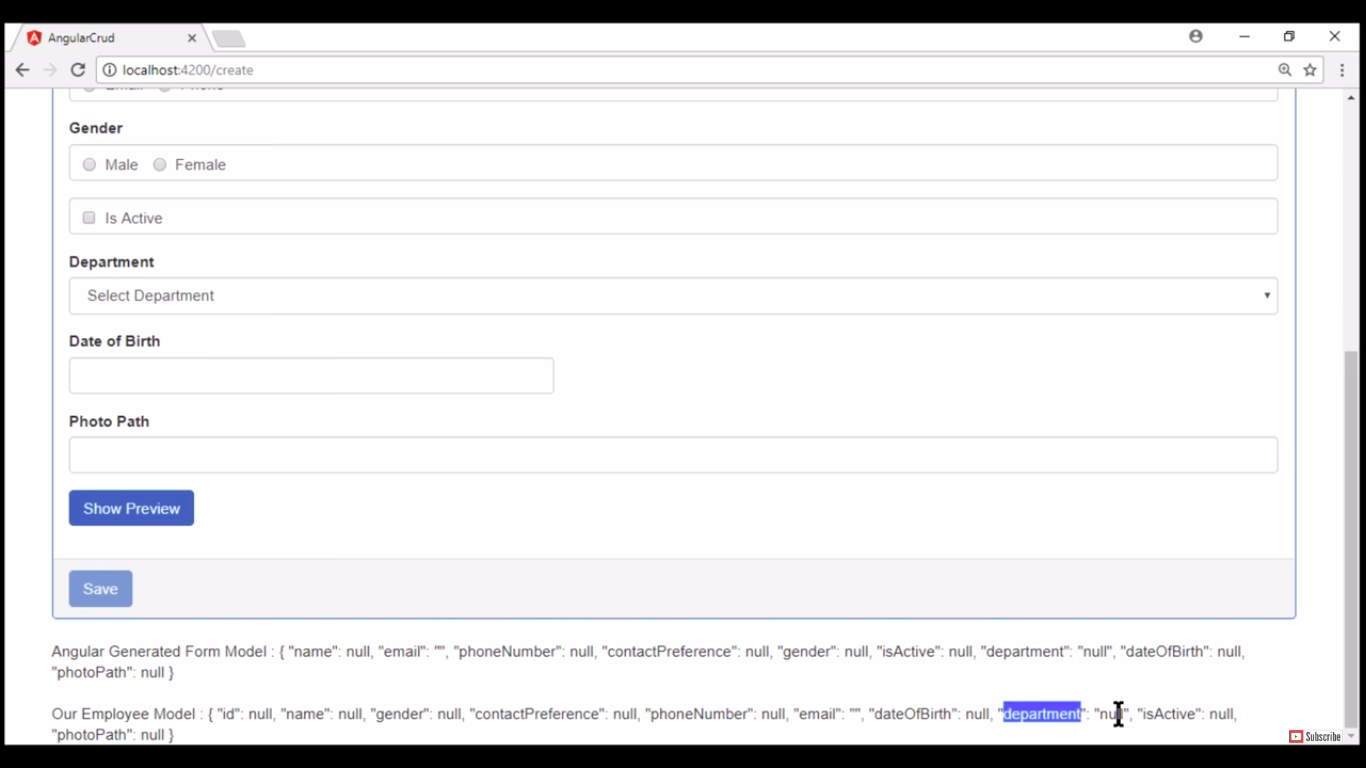 AngularCrud
localhost:4200/create
Gender
Male Female
Is Active
Department
Select Department
Date of Birth
Photo Path
Show Preview
Save
Angular Generated Form Model : { "name": null, "email": "", "phoneNumber": null, "contactPreference": null, "gender": null, "isActive": null, "department": "null", "dateOfBirth": null,
"photoPath": null }
Our Employee Model : { "id": null, "name": null, "gender": null, "contactPreference": null, "phoneNumber": null, "email": "", "dateOfBirth": null, "department": "null", "isActive": null,
"photoPath": null }
Subscribe